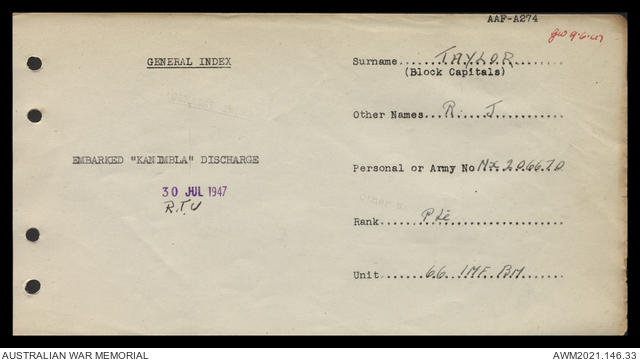 AAF-A274
GENERAL INDEX
Surname....TAYLOR........
(Block Capitals)
Other Names...R...J.........
EMBARKED "KANIMBLA" DISCHARGE
Personal or Army No NX.206620
30 JUL 1947
R.T.U
Rank.......Pte..............
Unit.......66 INF BN......
AUSTRALIAN WAR MEMORIAL
AWM2021.146.33